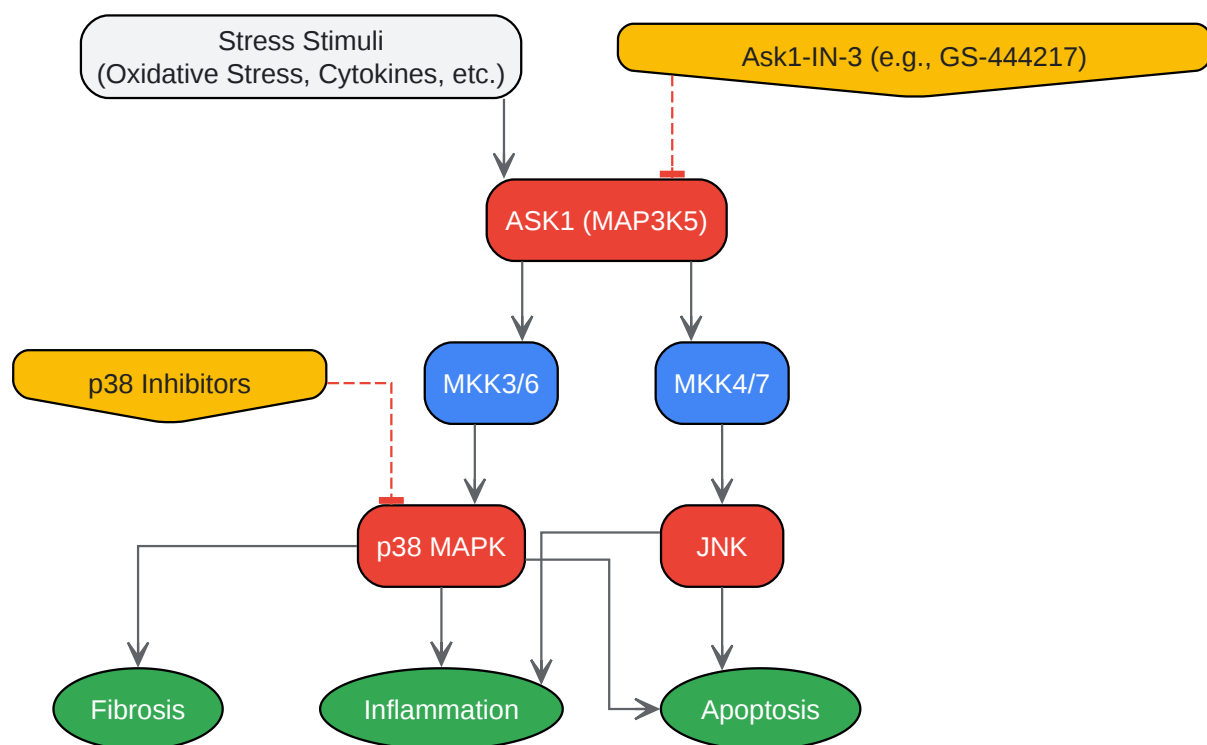 Stress Stimuli
(Oxidative Stress, Cytokines, etc.)
Ask1-IN-3 (e.g., GS-444217)
ASK1 (MAP3K5)
p38 Inhibitors
MKK3/6
MKK4/7
p38 MAPK
JNK
Fibrosis
Inflammation
Apoptosis